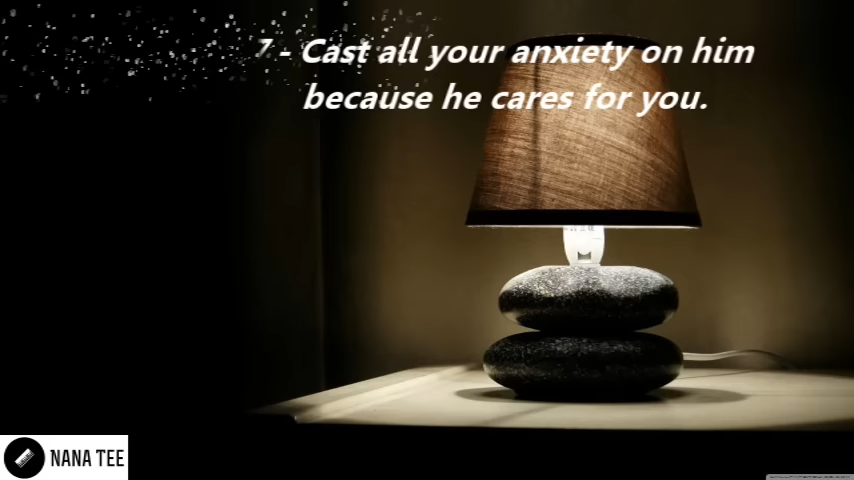 7 - Cast all your anxiety on him
because he cares for you.
NANA TEE